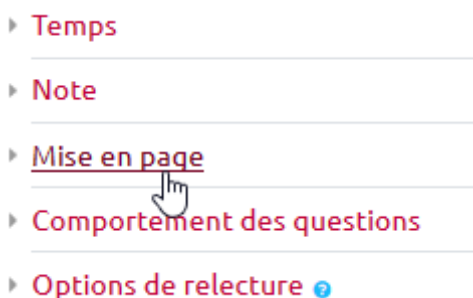 Temps
Note
Mise en page
Comportement des questions
Options de relecture ?